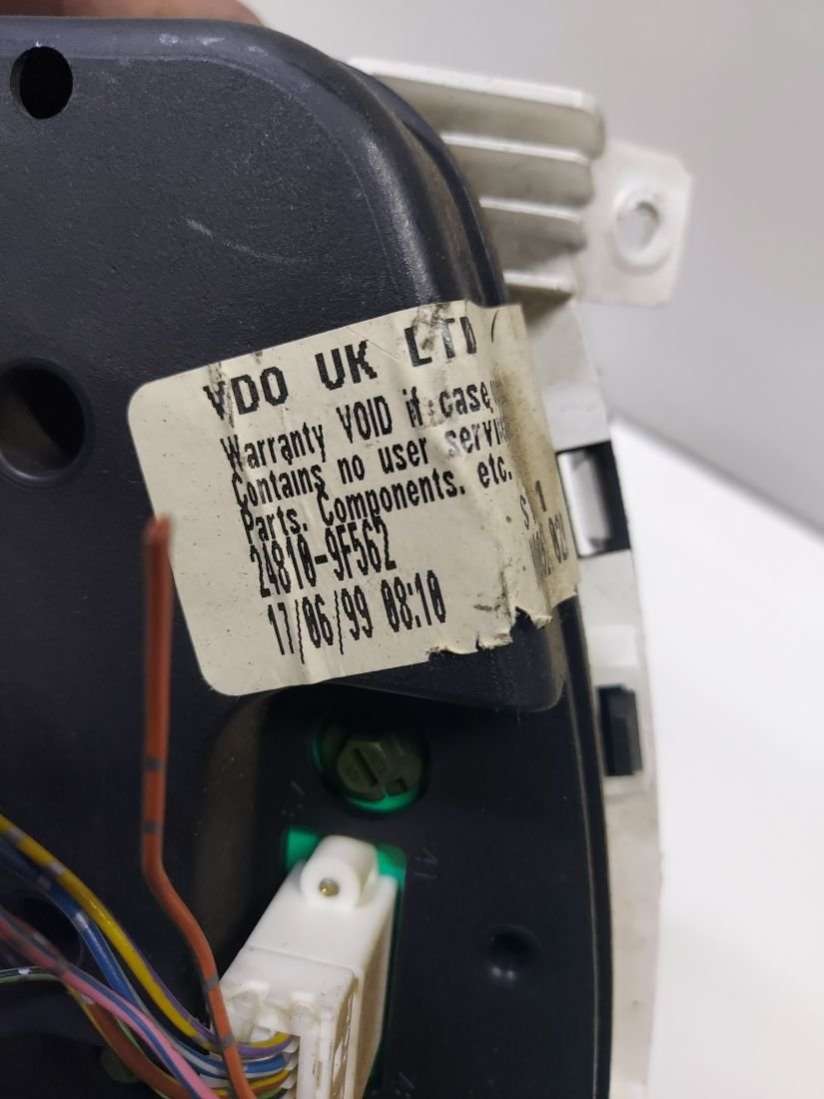 VDO UK LTD
Warranty VOID if case
Contains no user
Parts. Components. etc.
24810-9F562
17/06/99 08:10
S 1